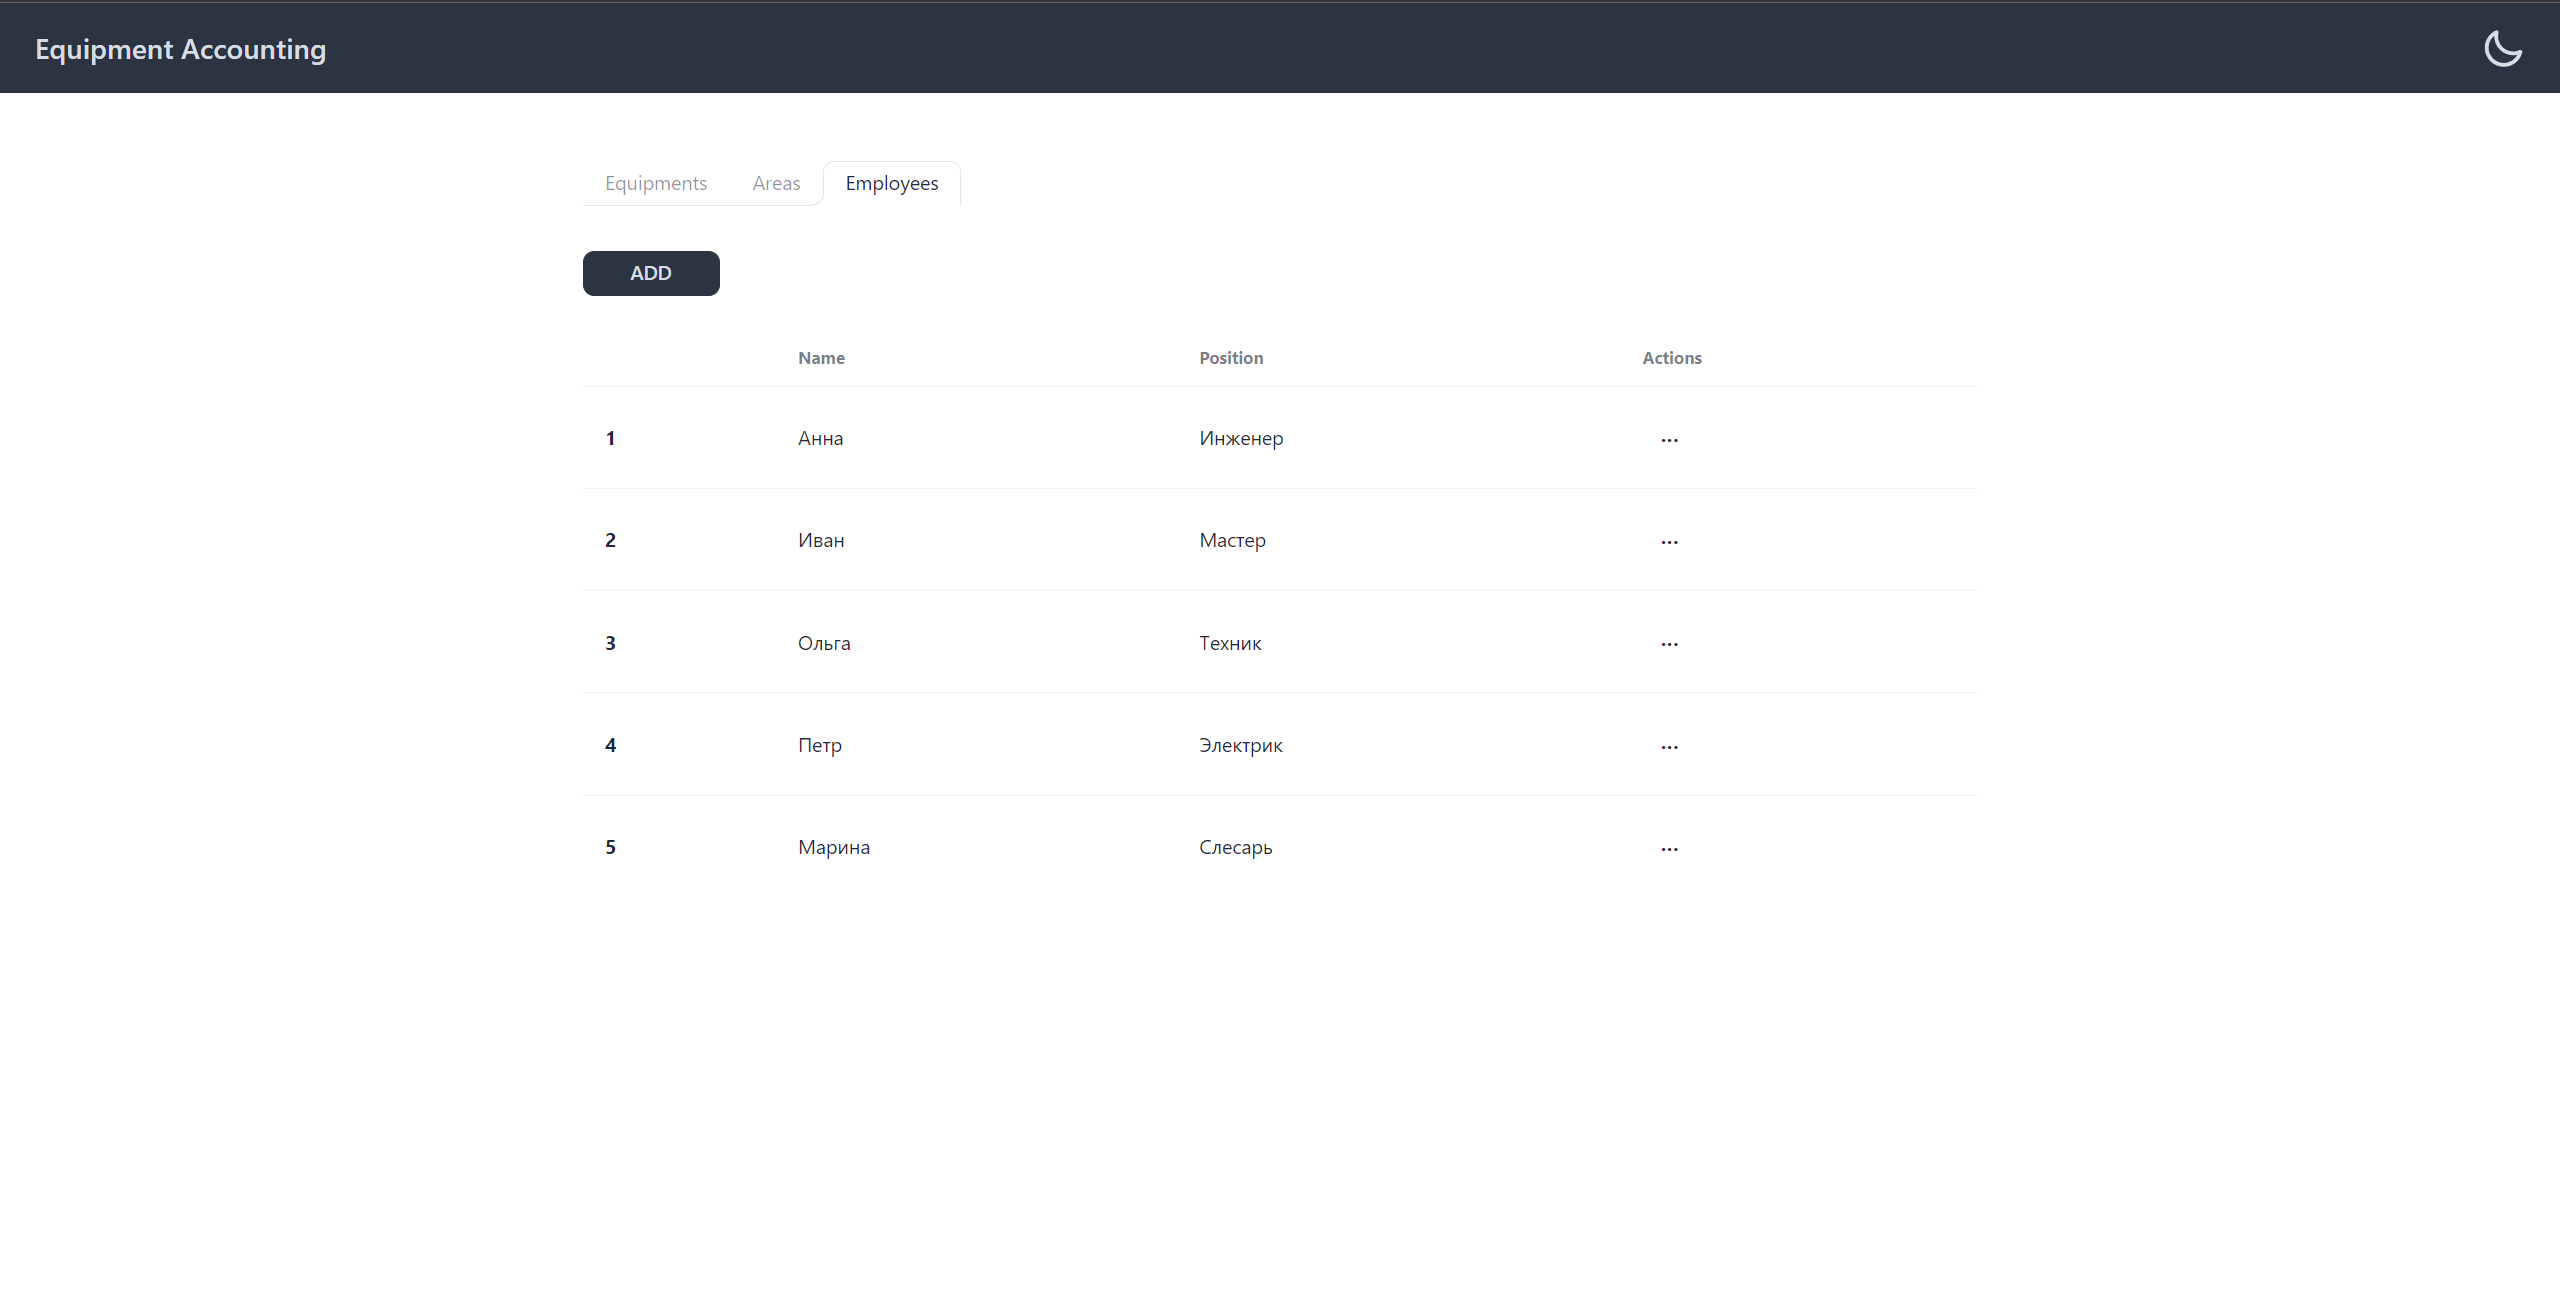 Equipment Accounting
Equipments Areas Employees
ADD
Name Position Actions
1 Анна Инженер ...
2 Иван Мастер ...
3 Ольга Техник ...
4 Петр Электрик ...
5 Марина Слесарь ...